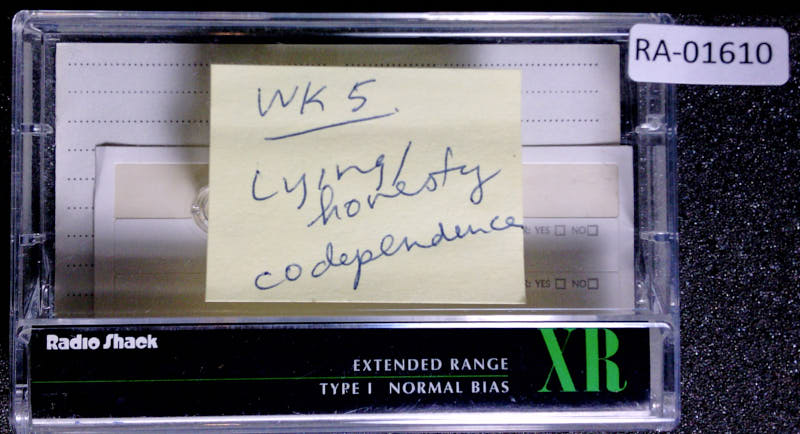 RA-01610
WK 5
Lying/
honesty
codependence
: YES □ NO □
: YES □ NO □
Radio Shack
EXTENDED RANGE
TYPE I NORMAL BIAS
XR